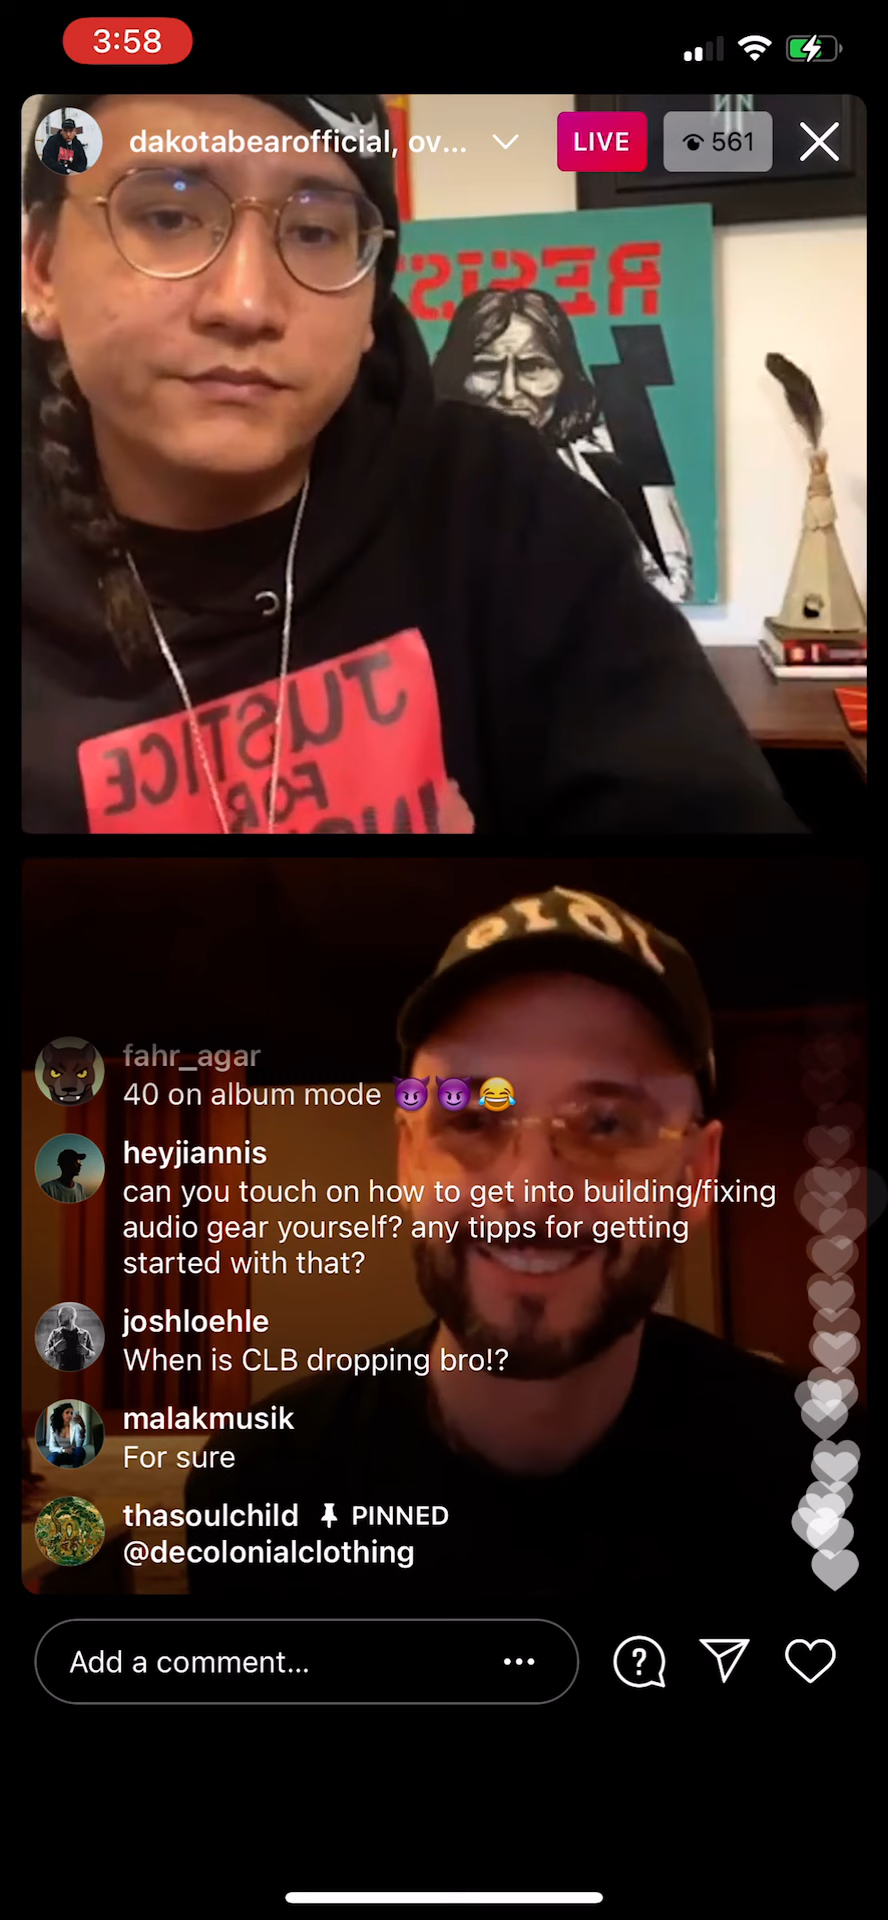 3:58
dakotabearofficial, ov...
LIVE
561
RESIS
JUSTICE
FOR
fahr_agar
40 on album mode 😈😈😂
heyjiannis
can you touch on how to get into building/fixing
audio gear yourself? any tipps for getting
started with that?
joshloehle
When is CLB dropping bro!?
malakmusik
For sure
thasoulchild PINNED
@decolonialclothing
Add a comment...